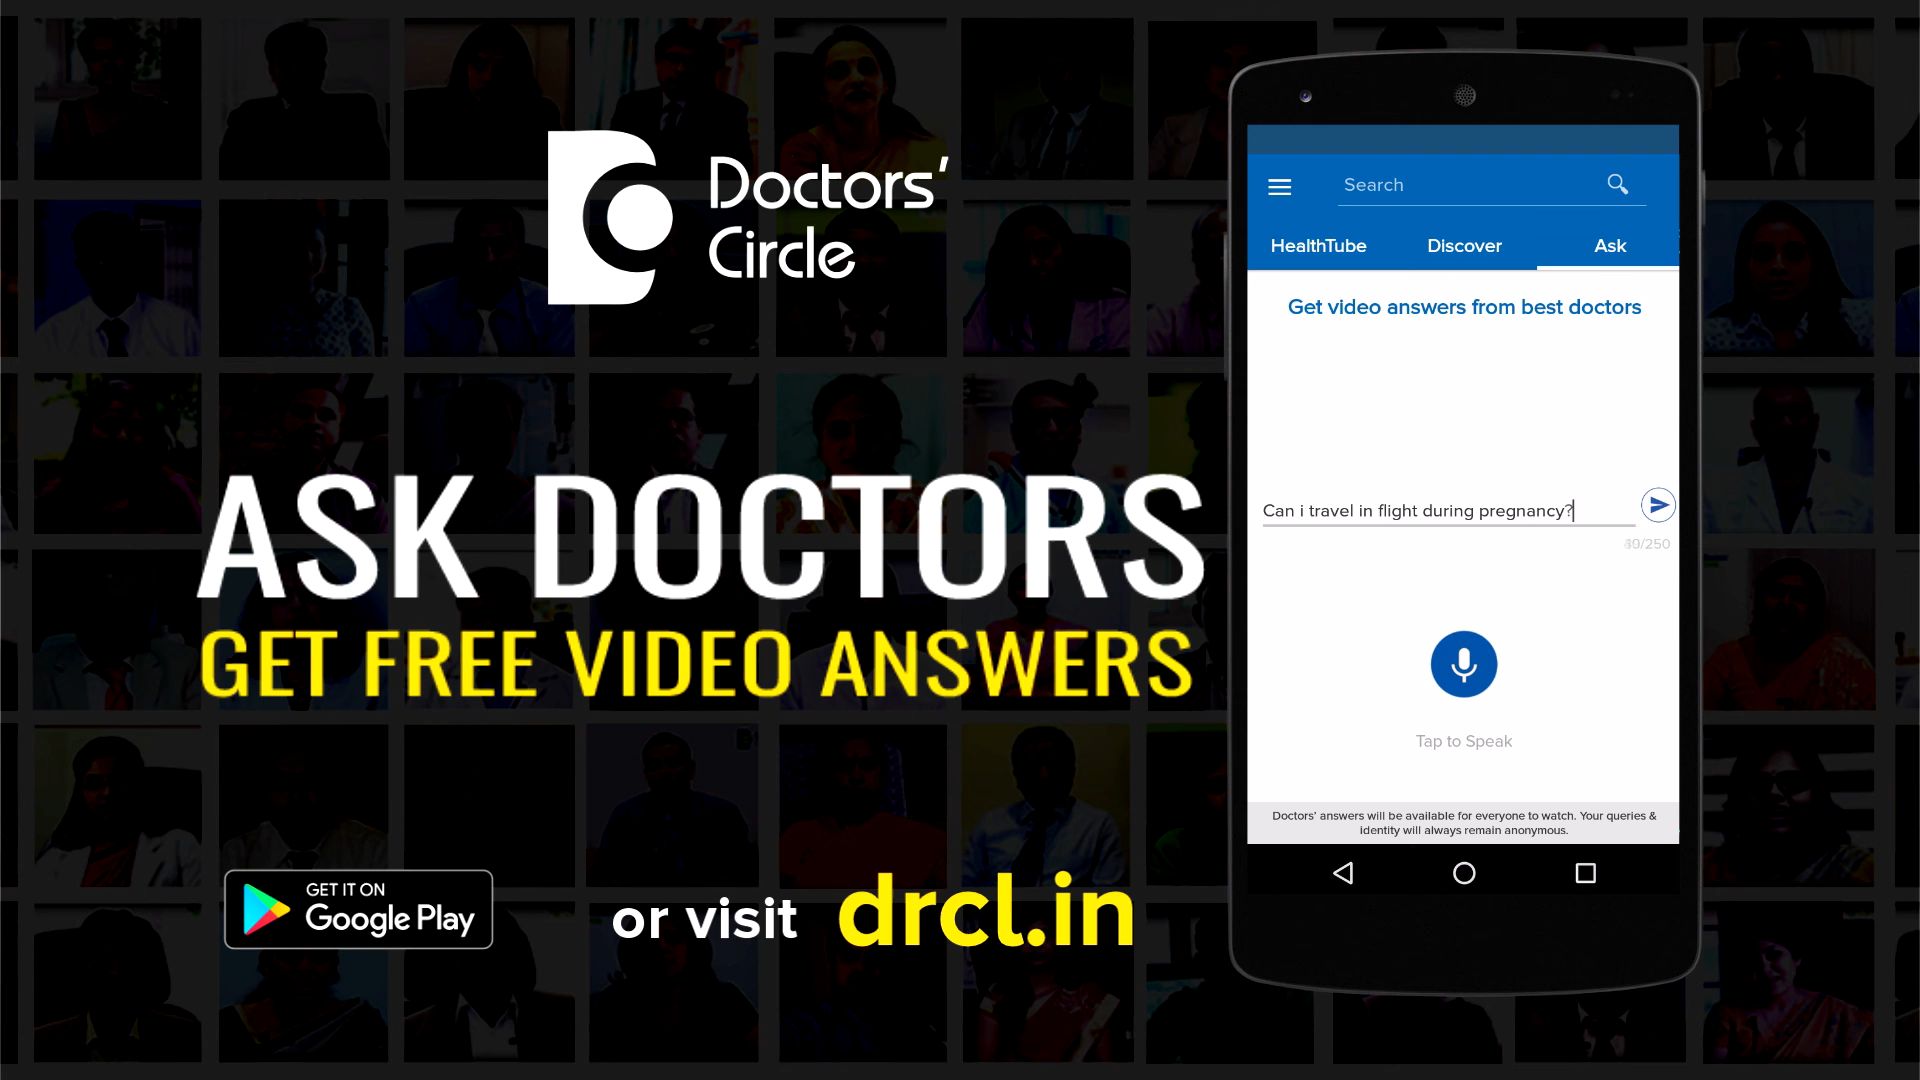 Doctors'
Circle
ASK DOCTORS
GET FREE VIDEO ANSWERS
GET IT ON
Google Play
or visit drcl.in
Search
HealthTube Discover Ask
Get video answers from best doctors
Can i travel in flight during pregnancy?
/250
Tap to Speak
Doctors' answers will be available for everyone to watch. Your queries &
identity will always remain anonymous.